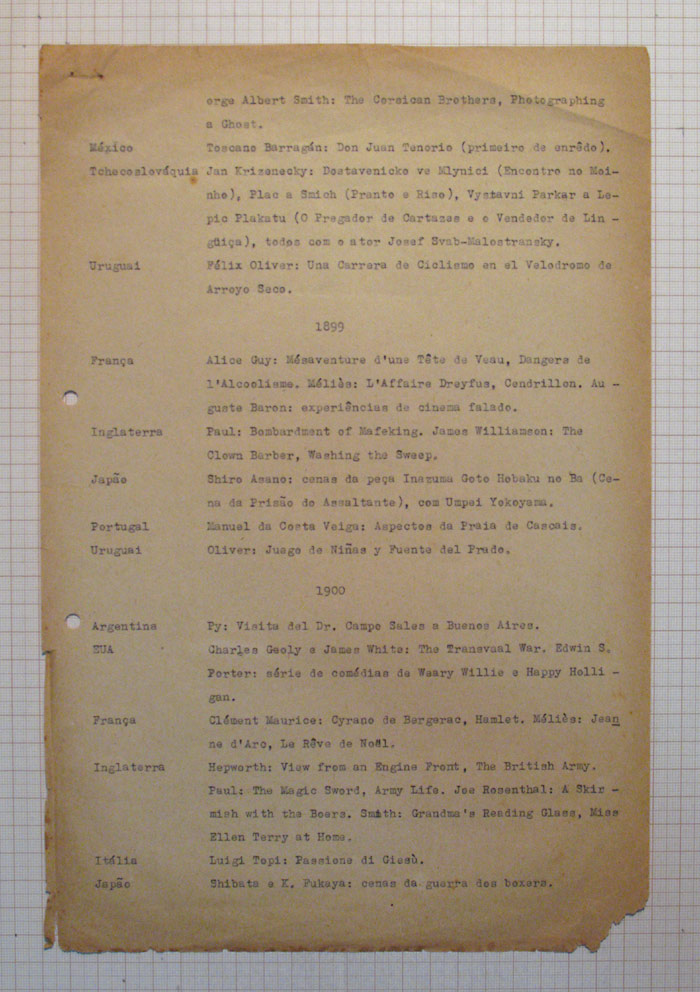 orge Albert Smith: The Corsican Brothers, Photographing
a Ghost.
México Toscano Barragán: Don Juan Tenorio (primeiro de enrêdo).
Tchecoslováquia Jan Krizenecky: Dostavenicko ve Mlynici (Encontro no Moi-
nho), Plac a Smich (Pranto e Riso), Vystavni Parkar a Le-
pic Plakatu (O Pregador de Cartazes e o Vendedor de Lin -
güiça), todos com o ator Josef Svab-Malostransky.
Uruguai Félix Oliver: Una Carrera de Ciclismo en el Velodromo de
Arroyo Seco.
1899
França Alice Guy: Mésaventure d'une Tête de Veau, Dangers de
l'Alcoolisme. Méliès: L'Affaire Dreyfus, Cendrillon. Au -
guste Baron: experiências de cinema falado.
Inglaterra Paul: Bombardment of Mafeking. James Williamson: The
Clown Barber, Washing the Sweep.
Japão Shiro Asano: cenas da peça Inazuma Goto Hobaku no Ba (Ce-
na da Prisão do Assaltante), com Umpei Yokoyama.
Portugal Manuel da Costa Veiga: Aspectos da Praia de Cascais.
Uruguai Oliver: Juego de Niñas y Fuente del Prado.
1900
Argentina Py: Visita del Dr. Campo Sales a Buenos Aires.
EUA Charles Geoly e James White: The Transvaal War. Edwin S.
Porter: série de comédias de Weary Willie e Happy Holli -
gan.
França Clément Maurice: Cyrano de Bergerac, Hamlet. Méliès: Jean
ne d'Arc, Le Rêve de Noël.
Inglaterra Hepworth: View from an Engine Front, The British Army.
Paul: The Magic Sword, Army Life. Joe Rosenthal: A Skir -
mish with the Boers. Smith: Grandma's Reading Glass, Miss
Ellen Terry at Home.
Itália Luigi Topi: Passione di Giesù.
Japão Shibata e K. Fukaya: cenas da guerra dos boxers.